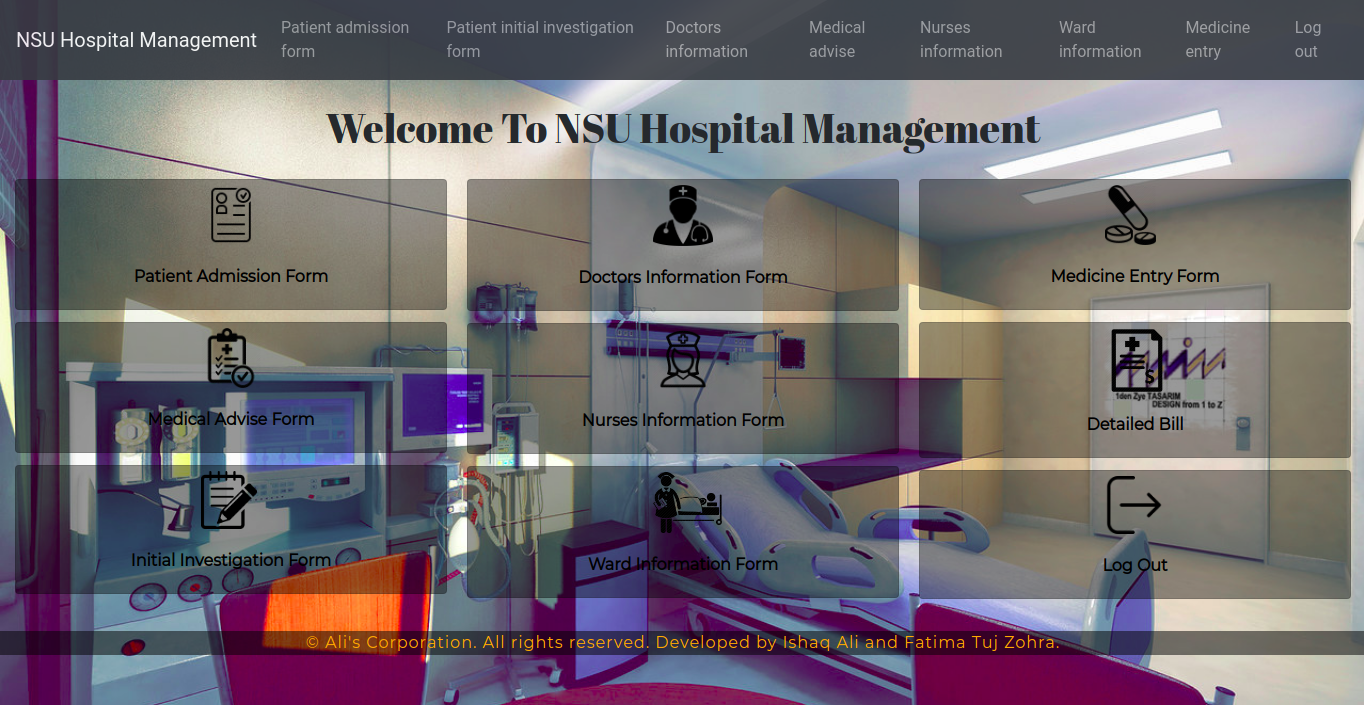 NSU Hospital Management
Patient admission
form
Patient initial investigation
form
Doctors
information
Medical
advise
Nurses
information
Ward
information
Medicine
entry
Log
out
Welcome To NSU Hospital Management
Patient Admission Form
Doctors Information Form
Medicine Entry Form
Medical Advise Form
Nurses Information Form
1den Zye TASARIM
DESIGN from 1 to Z
Detailed Bill
Initial Investigation Form
Ward Information Form
Log Out
© Ali's Corporation. All rights reserved. Developed by Ishaq Ali and Fatima Tuj Zohra.